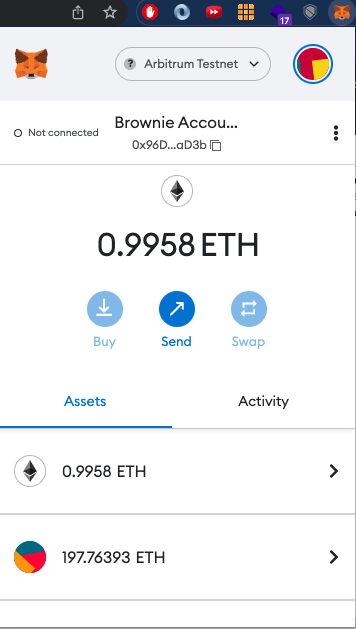 17
Arbitrum Testnet
Not connected
Brownie Accou...
0x96D...aD3b
0.9958 ETH
Buy
Send
Swap
Assets
Activity
0.9958 ETH
197.76393 ETH